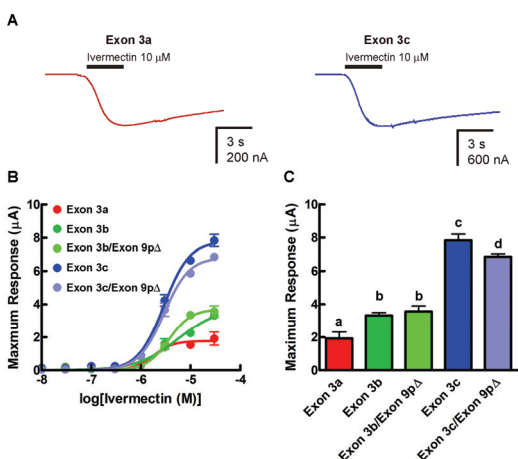 A
Exon 3a
Ivermectin 10 μM
3 s
200 nA
Exon 3c
Ivermectin 10 μM
3 s
600 nA
B
Maxmum Response (μA)
10
8
6
4
2
0
Exon 3a
Exon 3b
Exon 3b/Exon 9pΔ
Exon 3c
Exon 3c/Exon 9pΔ
-8
-7
-6
-5
-4
log[Ivermectin (M)]
C
Maximum Response (μA)
10
8
6
4
2
0
a
b
b
c
d
Exon 3a
Exon 3b
Exon 3b/Exon 9pΔ
Exon 3c
Exon 3c/Exon 9pΔ